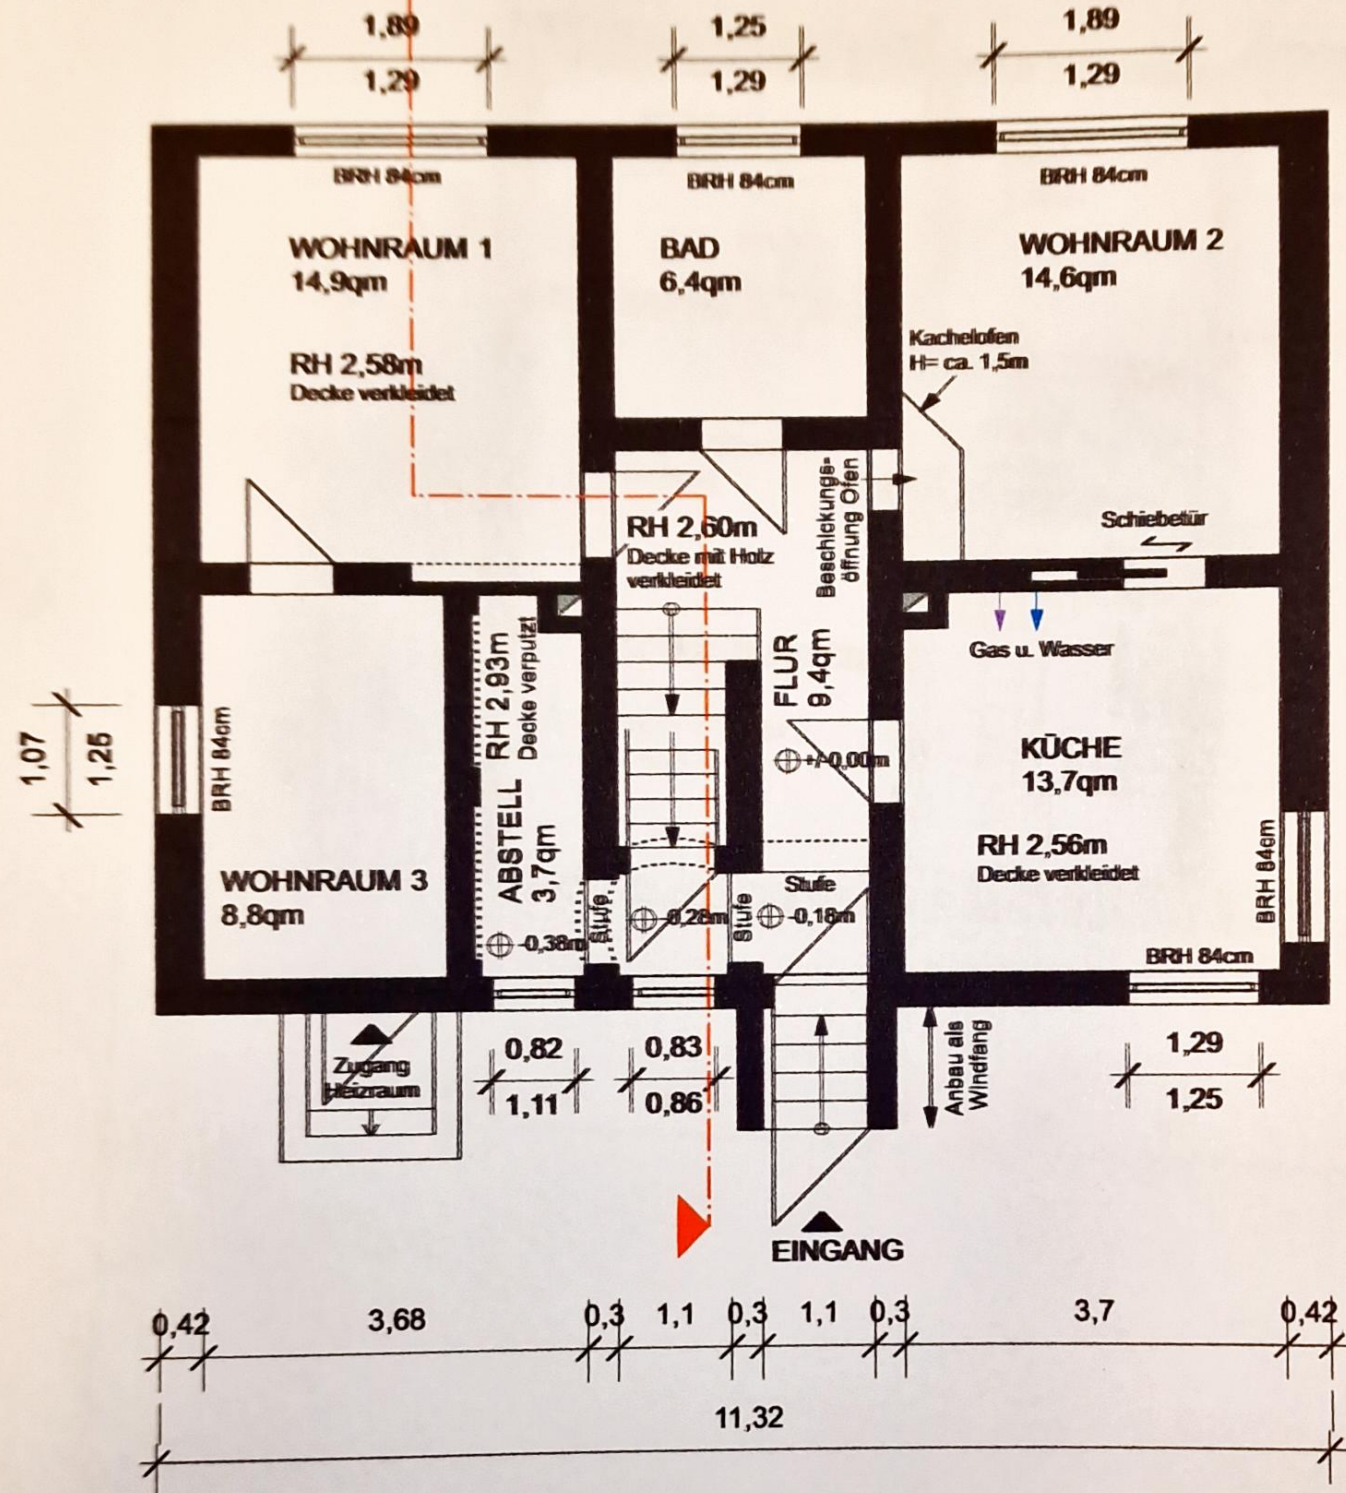 1,89
1,29
1,25
1,29
1,89
1,29
BRH 84cm
BRH 84cm
BRH 84cm
WOHNRAUM 1
14,9qm
RH 2,58m
Decke verkleidet
BAD
6,4qm
WOHNRAUM 2
14,6qm
Kachelofen
H= ca. 1,5m
Beschickungs-
öffnung Ofen
Schiebetür
RH 2,60m
Decke mit Holz
verkleidet
FLUR
9,4qm
+/-0,00m
Gas u. Wasser
KÜCHE
13,7qm
RH 2,56m
Decke verkleidet
BRH 84cm
BRH 84cm
1,07
1,25
BRH 84cm
WOHNRAUM 3
8,8qm
ABSTELL
3,7qm
RH 2,93m
Decke verputzt
-0,38m
Stufe
-0,28m
Stufe
Stufe
-0,18m
Zugang
Heizraum
0,82
1,11
0,83
0,86
Anbau als
Windfang
1,29
1,25
EINGANG
0,42
3,68
0,3
1,1
0,3
1,1
0,3
3,7
0,42
11,32